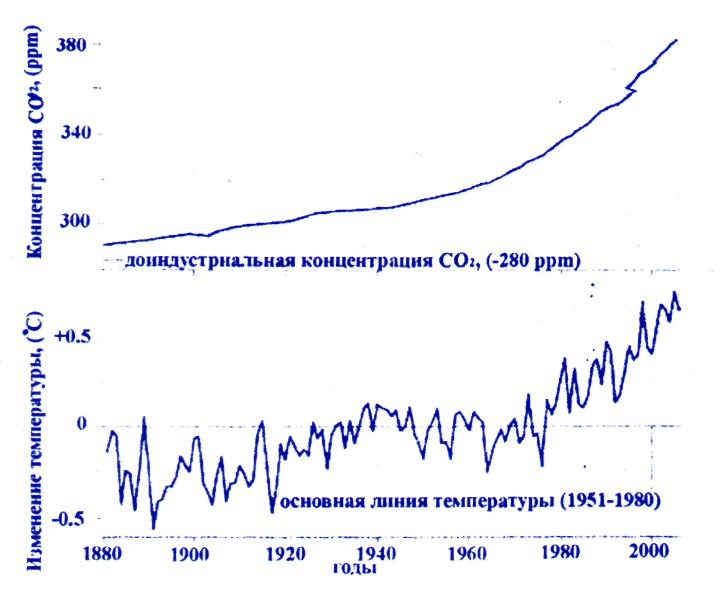 Концентрация CO₂, (ppm)
380
340
300
доиндустриальная концентрация CO₂, (-280 ppm)
Изменение температуры, (°C)
+0.5
0
-0.5
основная линия температуры (1951-1980)
1880 1900 1920 1940 1960 1980 2000
годы